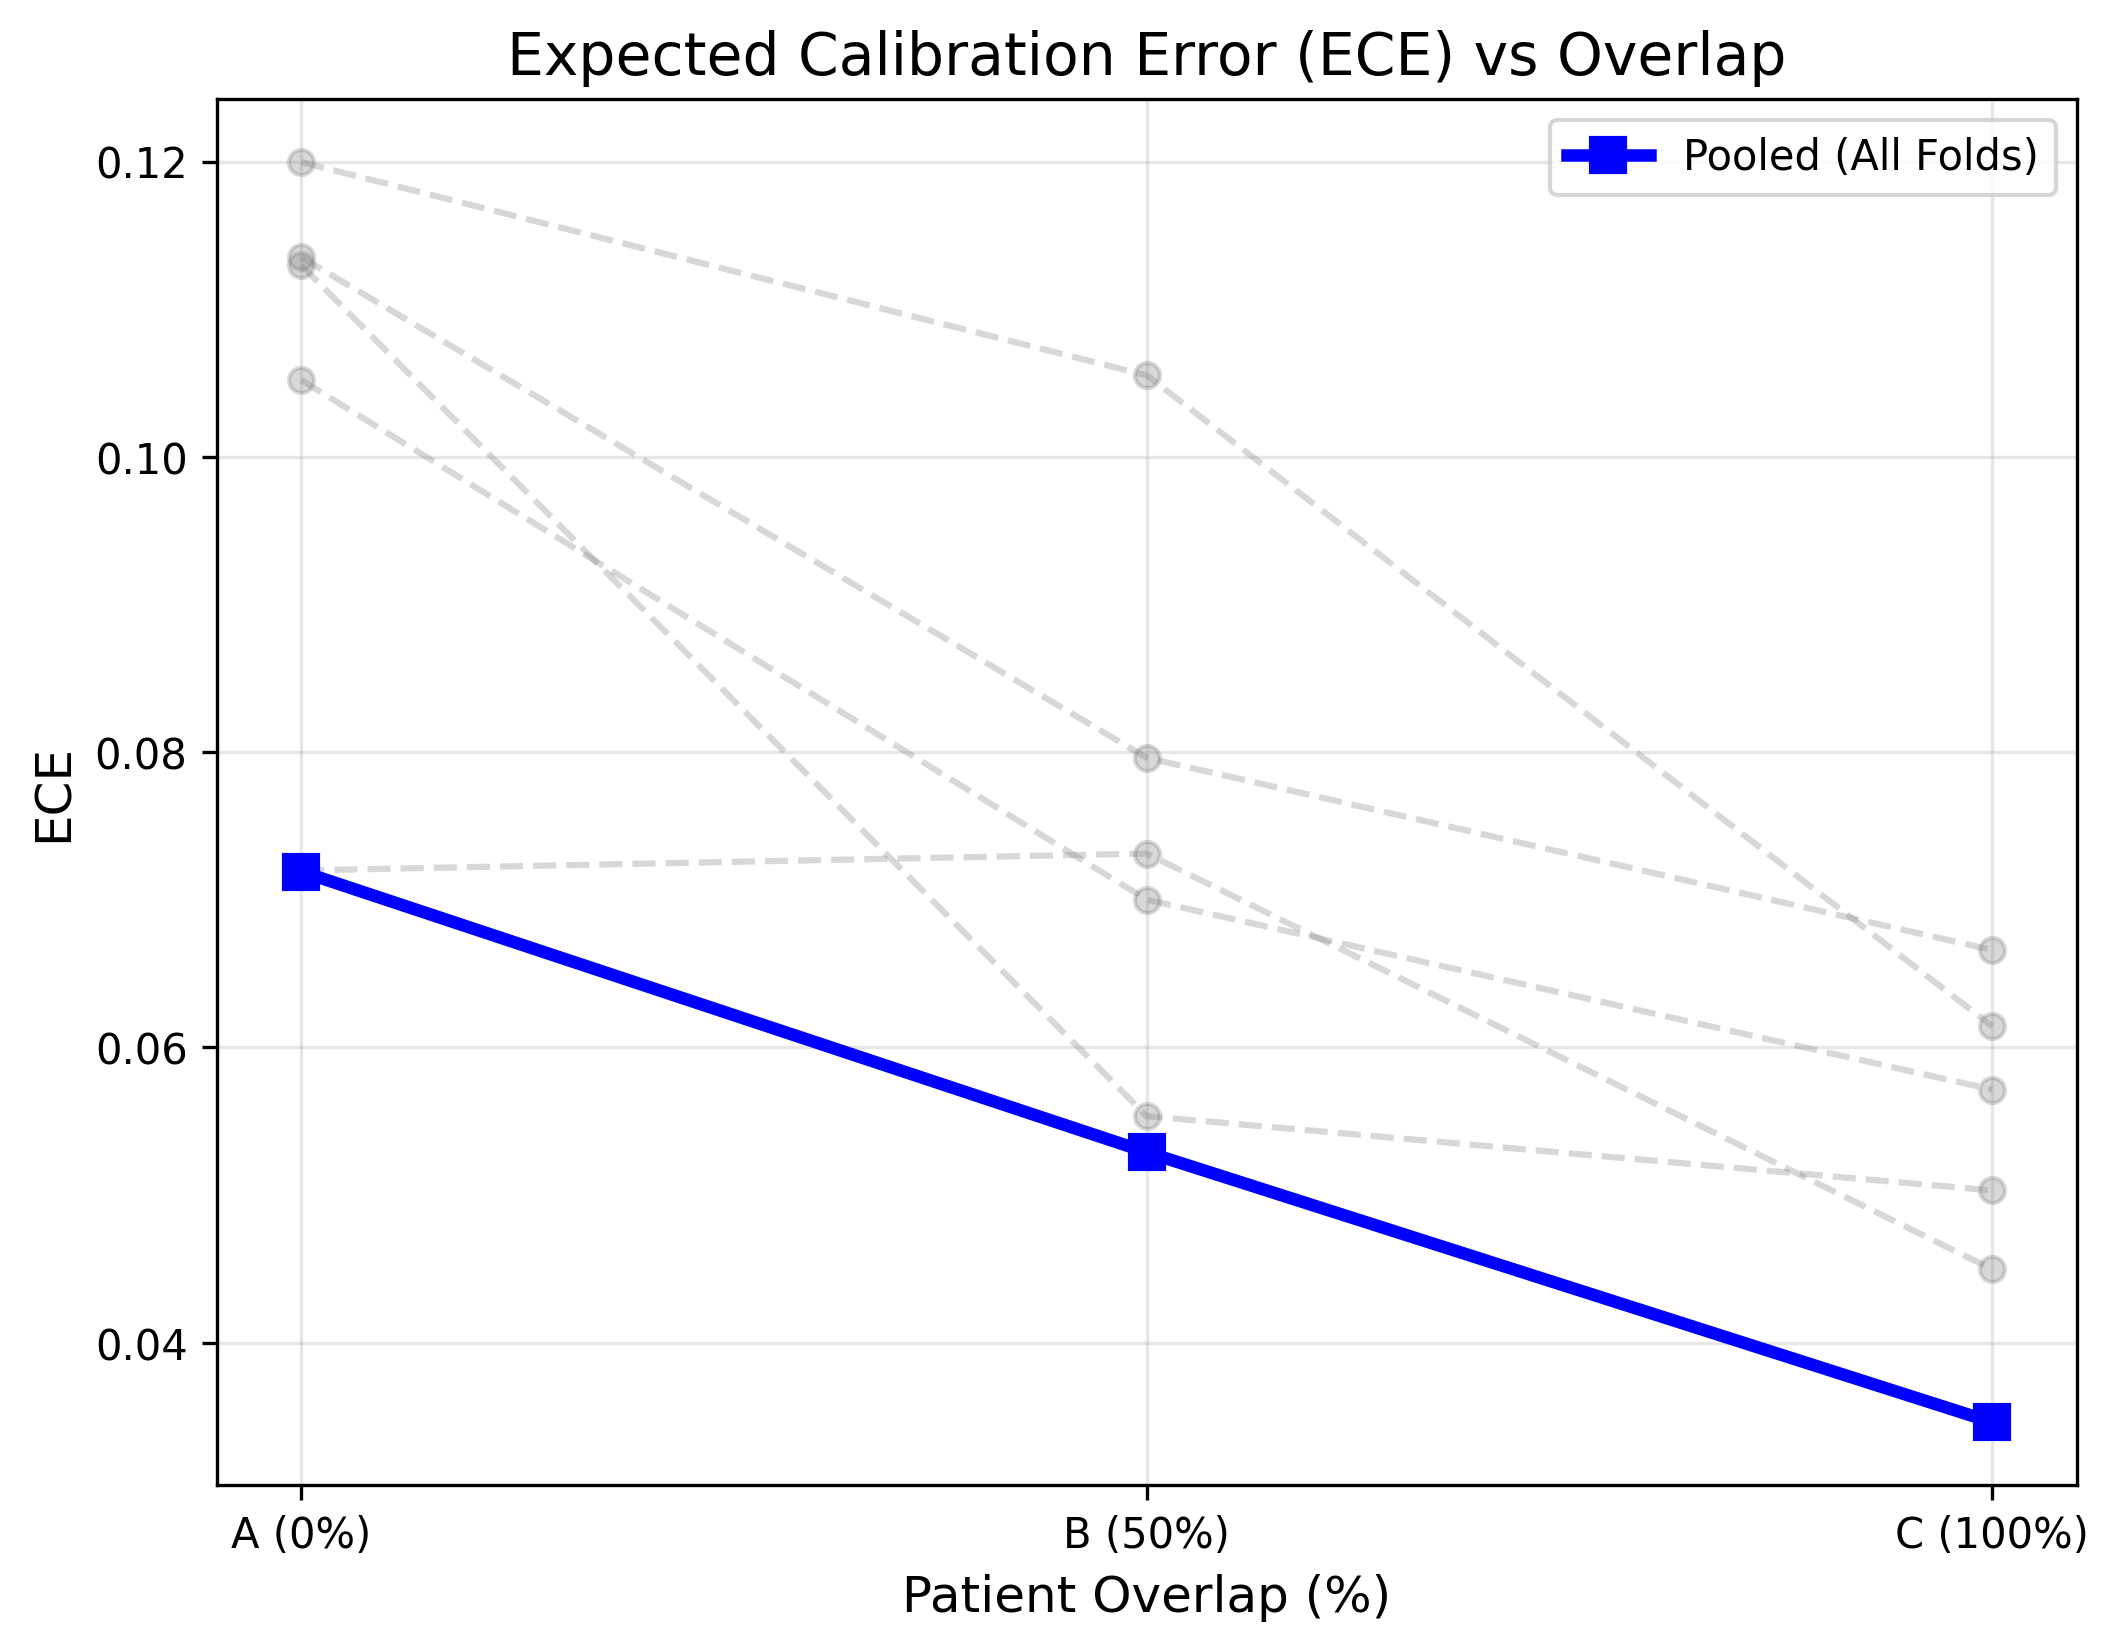 Expected Calibration Error (ECE) vs Overlap
Pooled (All Folds)
0.12
0.10
0.08
0.06
0.04
ECE
A (0%)
B (50%)
C (100%)
Patient Overlap (%)